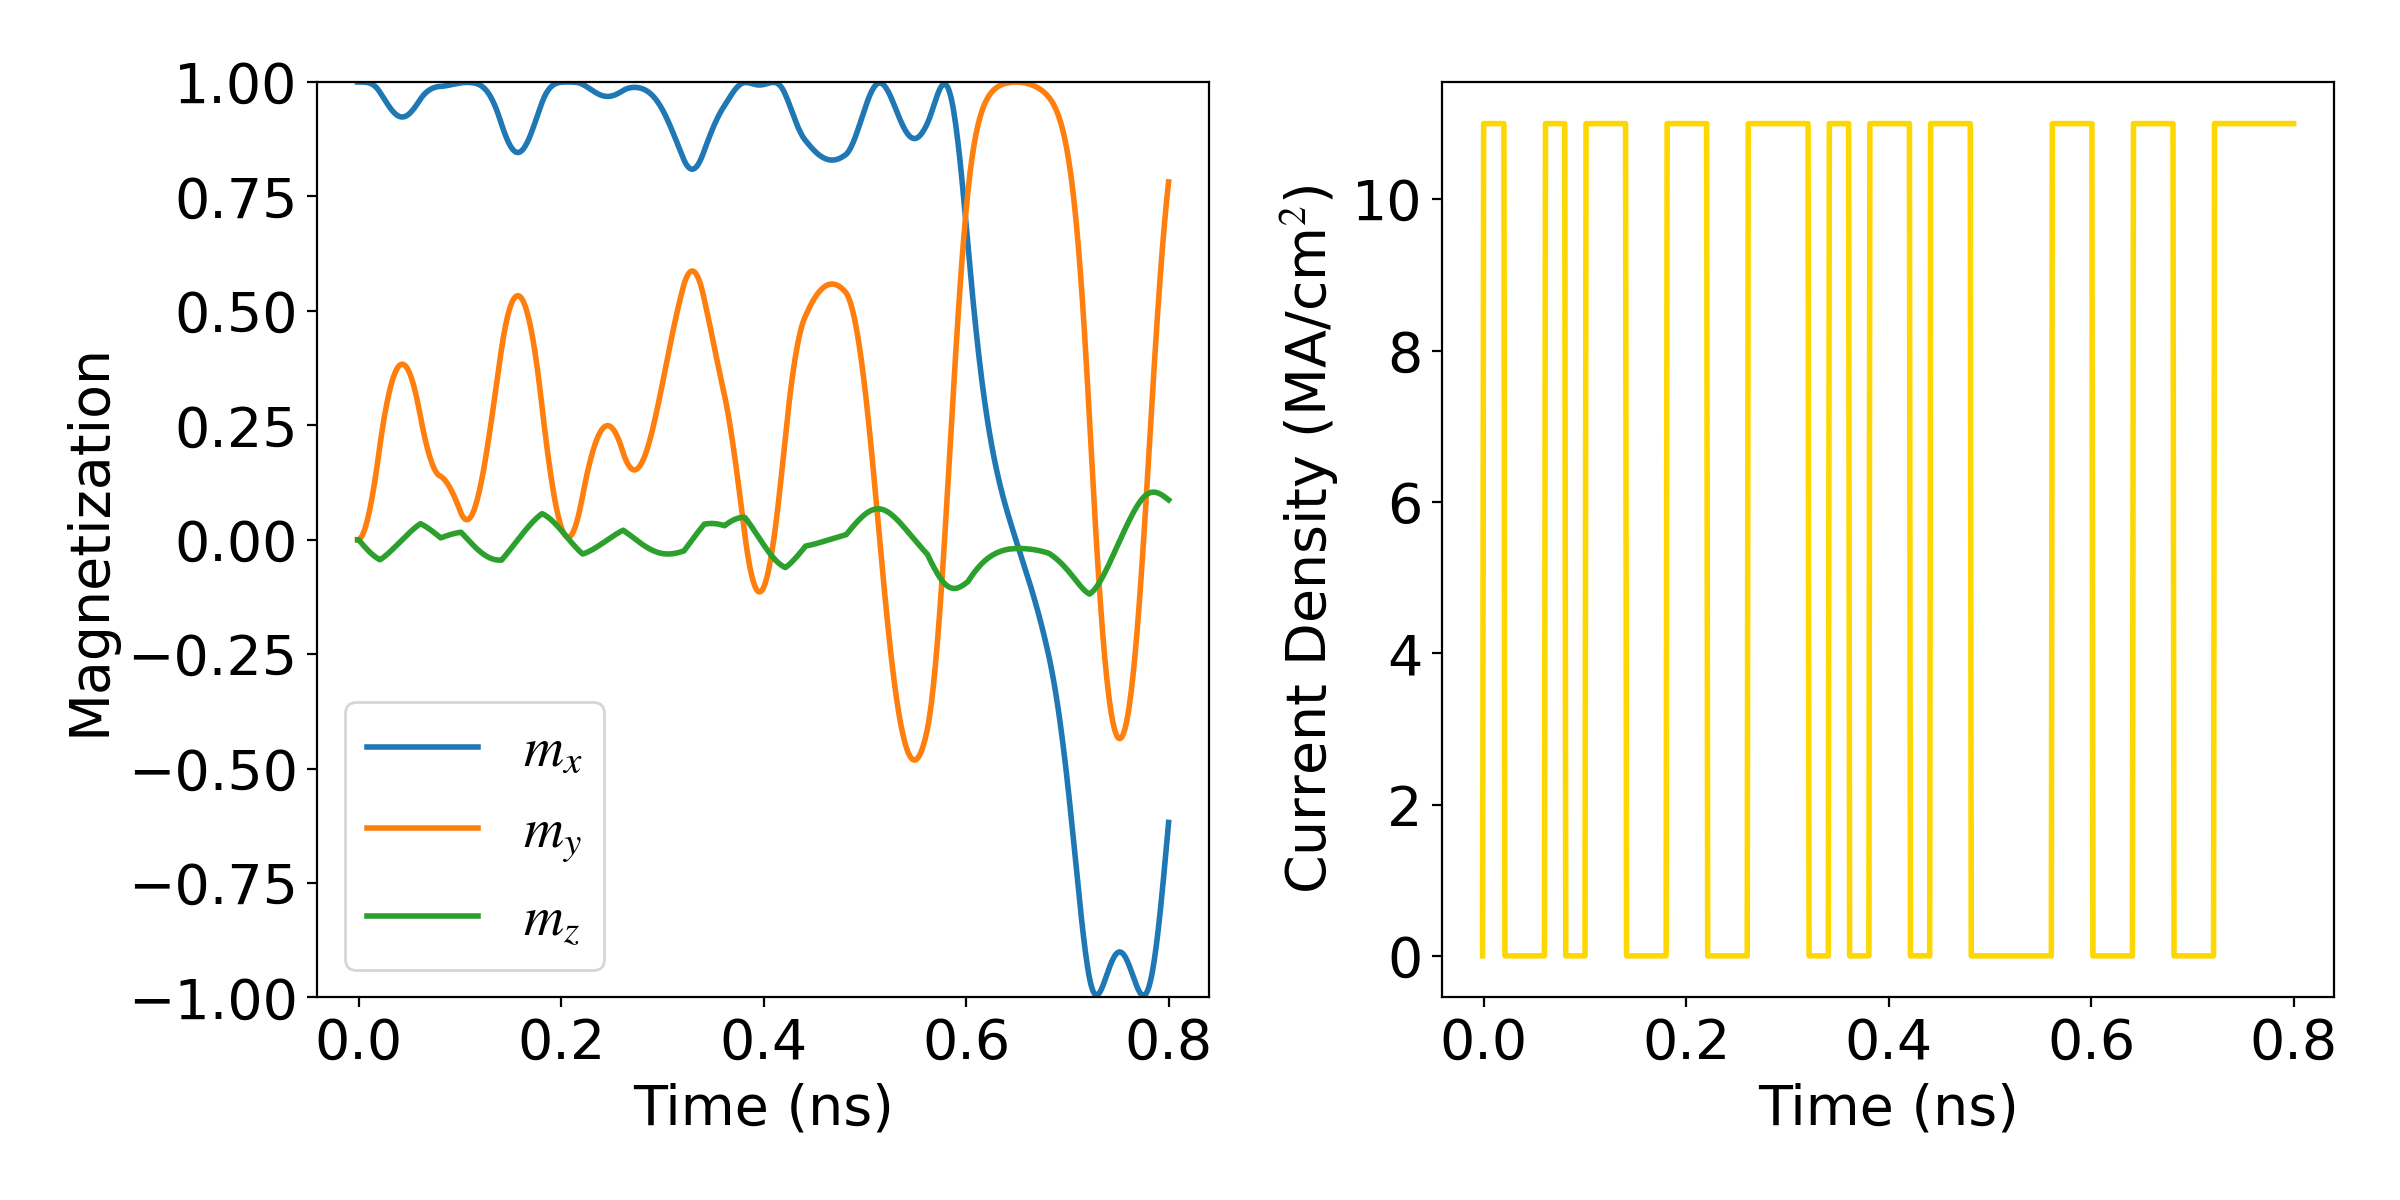 1.00
0.75
0.50
0.25
0.00
−0.25
−0.50
−0.75
−1.00
Magnetization
m_x
m_y
m_z
0.0 0.2 0.4 0.6 0.8
Time (ns)
10
8
6
4
2
0
Current Density (MA/cm²)
0.0 0.2 0.4 0.6 0.8
Time (ns)